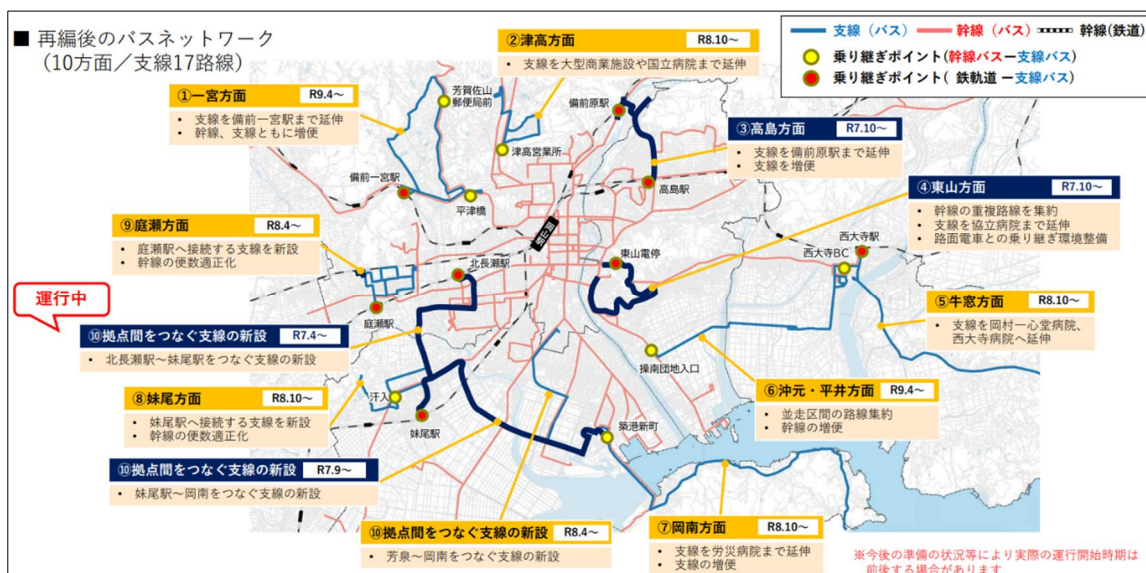 ■ 再編後のバスネットワーク
（10方面／支線17路線）
支線（バス） 幹線（バス） 幹線(鉄道)
乗り継ぎポイント(幹線バスー支線バス)
乗り継ぎポイント( 鉄軌道 ー支線バス)
②津高方面 R8.10～
• 支線を大型商業施設や国立病院まで延伸
①一宮方面 R9.4～
• 支線を備前一宮駅まで延伸
• 幹線、支線ともに増便
芳賀佐山
郵便局前
備前原駅
津高営業所
③高島方面 R7.10～
• 支線を備前原駅まで延伸
• 支線を増便
高島駅
備前一宮駅
平津橋
④東山方面 R7.10～
• 幹線の重複路線を集約
• 支線を協立病院まで延伸
• 路面電車との乗り継ぎ環境整備
⑨庭瀬方面 R8.4～
• 庭瀬駅へ接続する支線を新設
• 幹線の便数適正化
岡山駅
北長瀬駅
東山電停
西大寺駅
西大寺BC
運行中
庭瀬駅
⑤牛窓方面 R8.10～
• 支線を岡村一心堂病院、
西大寺病院へ延伸
⑩拠点間をつなぐ支線の新設 R7.4～
• 北長瀬駅～妹尾駅をつなぐ支線の新設
操南団地入口
⑥沖元・平井方面 R9.4～
• 並走区間の路線集約
• 幹線の増便
⑧妹尾方面 R8.10～
• 妹尾駅へ接続する支線を新設
• 幹線の便数適正化
汗入
妹尾駅
築港新町
⑩拠点間をつなぐ支線の新設 R7.9～
• 妹尾駅～岡南をつなぐ支線の新設
⑩拠点間をつなぐ支線の新設 R8.4～
• 芳泉～岡南をつなぐ支線の新設
⑦岡南方面 R8.10～
• 支線を労災病院まで延伸
• 支線の増便
※今後の準備の状況等により実際の運行開始時期は
前後する場合があります